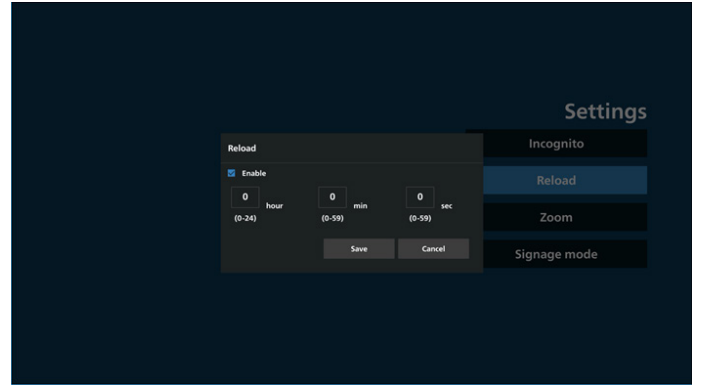 Settings
Incognito
Reload
Zoom
Signage mode
Reload
Enable
0 hour 0 min 0 sec
(0-24) (0-59) (0-59)
Save Cancel